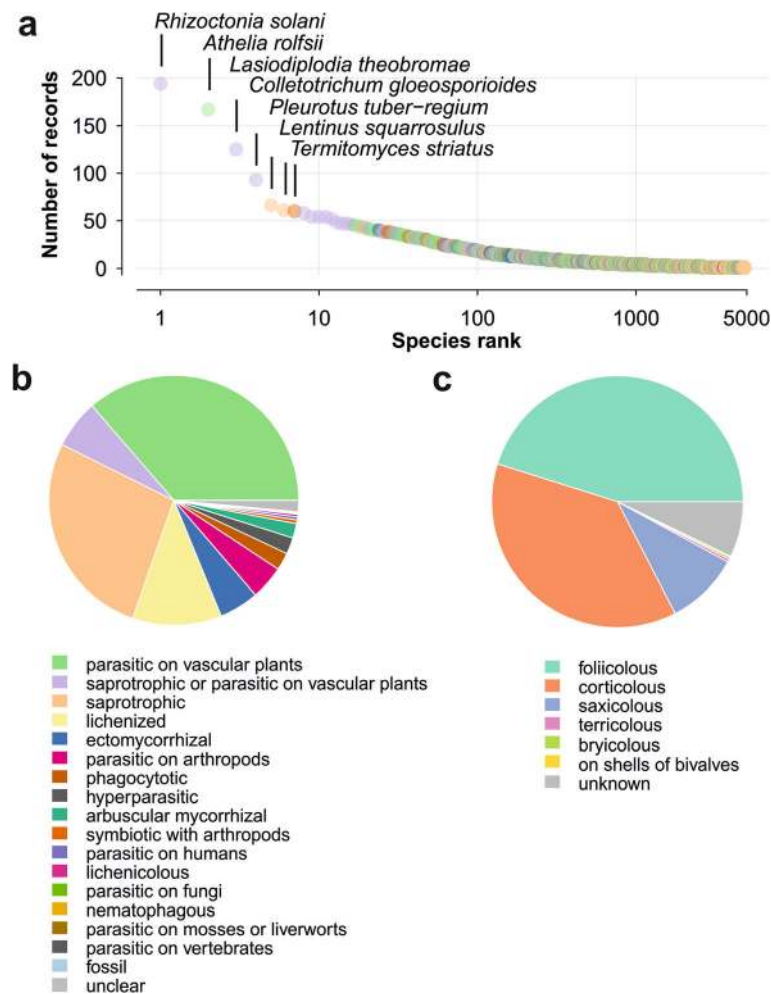 a
Rhizoctonia solani
Athelia rolfsii
Lasiodiplodia theobromae
Colletotrichum gloeosporioides
Pleurotus tuber−regium
Lentinus squarrosulus
Termitomyces striatus
Number of records
200
150
100
50
0
1
10
100
1000
5000
Species rank
b
parasitic on vascular plants
saprotrophic or parasitic on vascular plants
saprotrophic
lichenized
ectomycorrhizal
parasitic on arthropods
phagocytotic
hyperparasitic
arbuscular mycorrhizal
symbiotic with arthropods
parasitic on humans
lichenicolous
parasitic on fungi
nematophagous
parasitic on mosses or liverworts
parasitic on vertebrates
fossil
unclear
c
foliicolous
corticolous
saxicolous
terricolous
bryicolous
on shells of bivalves
unknown